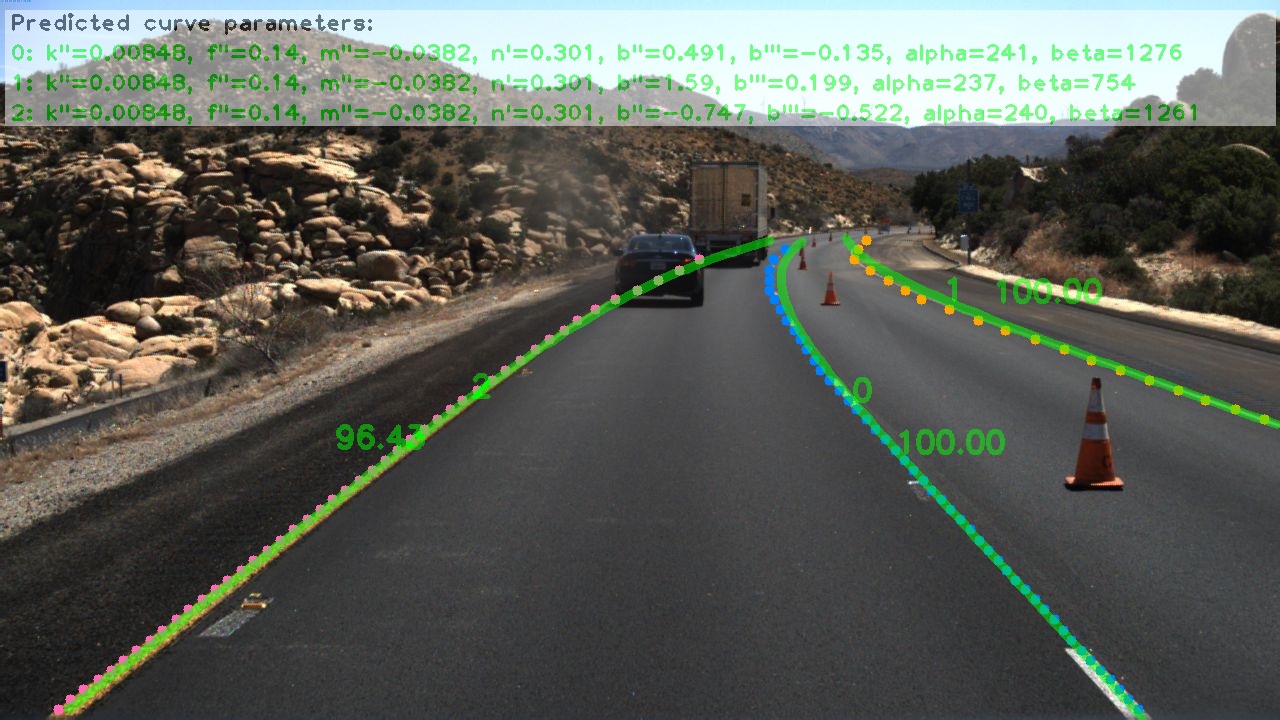 Predicted curve parameters:
0: k''=0.00848, f''=0.14, m''=-0.0382, n'=0.301, b''=0.491, b'''=-0.135, alpha=241, beta=1276
1: k''=0.00848, f''=0.14, m''=-0.0382, n'=0.301, b''=1.59, b'''=0.199, alpha=237, beta=754
2: k''=0.00848, f''=0.14, m''=-0.0382, n'=0.301, b''=-0.747, b'''=-0.522, alpha=240, beta=1261
1 100.00
2 0
96.43 100.00